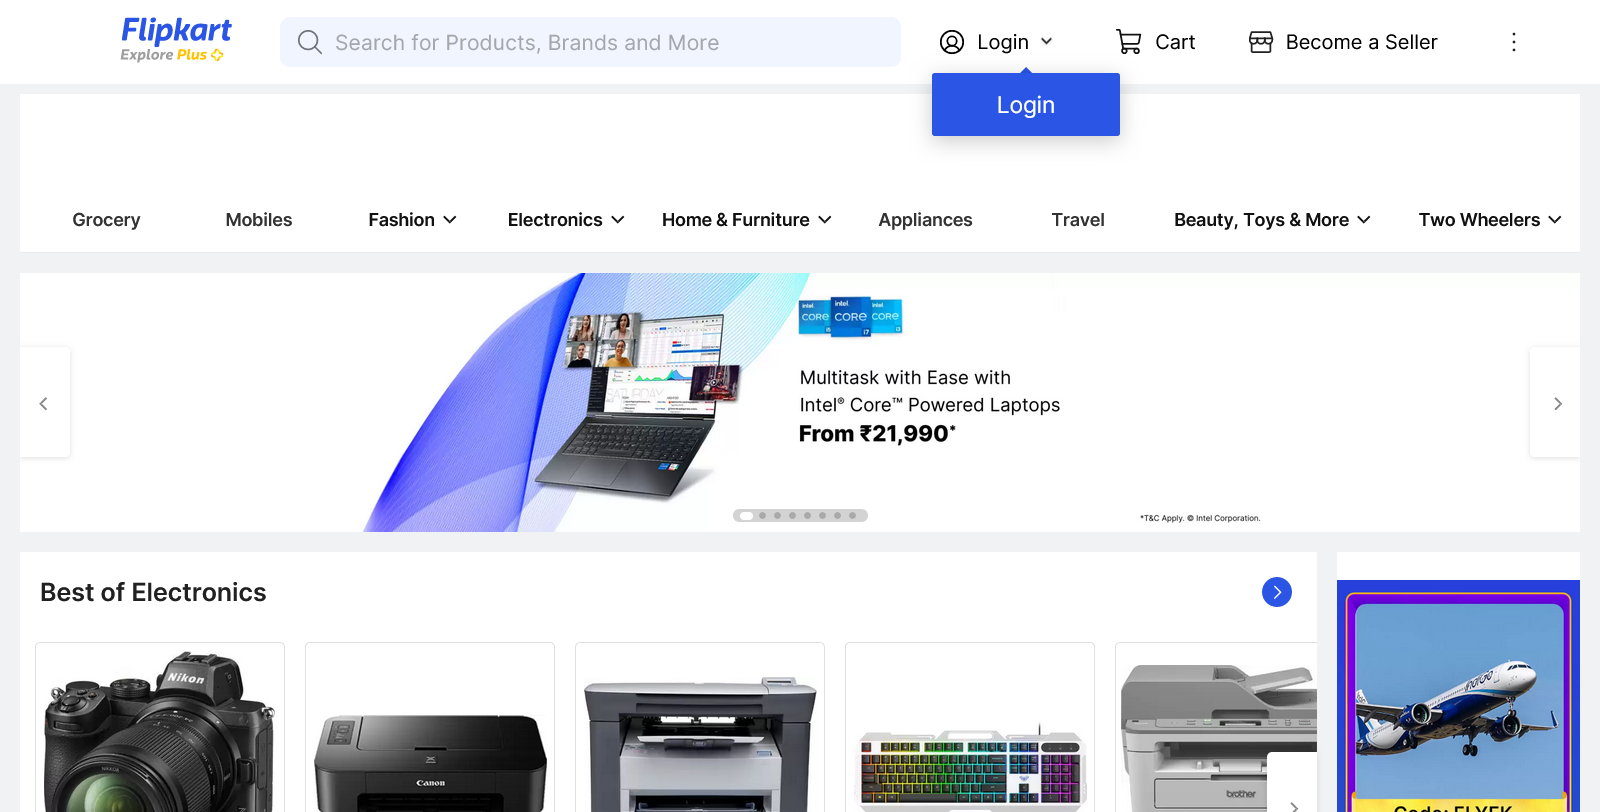 Flipkart
Explore Plus
Search for Products, Brands and More
Login
Cart
Become a Seller
Login
Grocery
Mobiles
Fashion
Electronics
Home & Furniture
Appliances
Travel
Beauty, Toys & More
Two Wheelers
intel. CORE i5
intel. CORE i7
intel. CORE i3
Multitask with Ease with
Intel® Core™ Powered Laptops
From ₹21,990*
SATURDAY
*T&C Apply. © Intel Corporation.
Best of Electronics
Nikon
NIKKOR
Canon
brother
IndiGo
Code: FLYFK